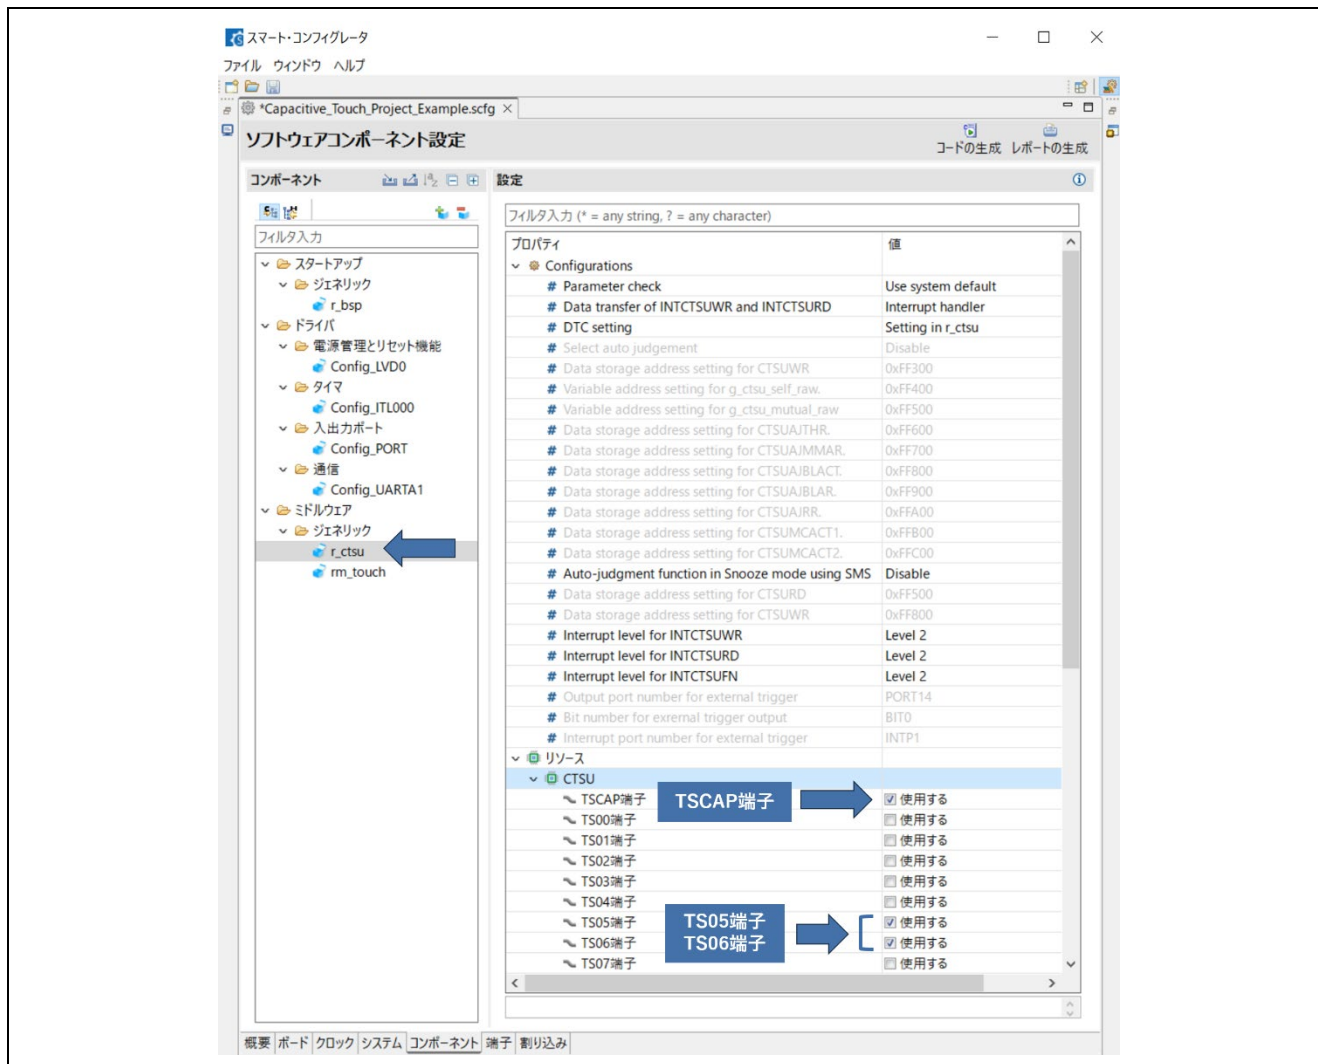 スマート・コンフィグレータ
ファイル ウィンドウ ヘルプ
*Capacitive_Touch_Project_Example.scfg
ソフトウェアコンポーネント設定
コードの生成 レポートの生成
コンポーネント
設定
フィルタ入力
スタートアップ
ジェネリック
r_bsp
ドライバ
電源管理とリセット機能
Config_LVD0
タイマ
Config_ITL000
入出力ポート
Config_PORT
通信
Config_UARTA1
ミドルウェア
ジェネリック
r_ctsu
rm_touch
フィルタ入力 (* = any string, ? = any character)
プロパティ 値
Configurations
# Parameter check Use system default
# Data transfer of INTCTSUWR and INTCTSURD Interrupt handler
# DTC setting Setting in r_ctsu
# Select auto judgement Disable
# Data storage address setting for CTSUWR 0xFF300
# Variable address setting for g_ctsu_self_raw. 0xFF400
# Variable address setting for g_ctsu_mutual_raw 0xFF500
# Data storage address setting for CTSUAJTHR. 0xFF600
# Data storage address setting for CTSUAJMMAR. 0xFF700
# Data storage address setting for CTSUAJBLACT. 0xFF800
# Data storage address setting for CTSUAJBLAR. 0xFF900
# Data storage address setting for CTSUAJRR. 0xFFA00
# Data storage address setting for CTSUMCACT1. 0xFFB00
# Data storage address setting for CTSUMCACT2. 0xFFC00
# Auto-judgment function in Snooze mode using SMS Disable
# Data storage address setting for CTSURD 0xFF500
# Data storage address setting for CTSUWR 0xFF800
# Interrupt level for INTCTSUWR Level 2
# Interrupt level for INTCTSURD Level 2
# Interrupt level for INTCTSUFN Level 2
# Output port number for external trigger PORT14
# Bit number for exrernal trigger output BIT0
# Interrupt port number for external trigger INTP1
リソース
CTSU
TSCAP端子 TSCAP端子 使用する
TS00端子 使用する
TS01端子 使用する
TS02端子 使用する
TS03端子 使用する
TS04端子 使用する
TS05端子 TS05端子 使用する
TS06端子 TS06端子 使用する
TS07端子 使用する
概要 ボード クロック システム コンポーネント 端子 割り込み